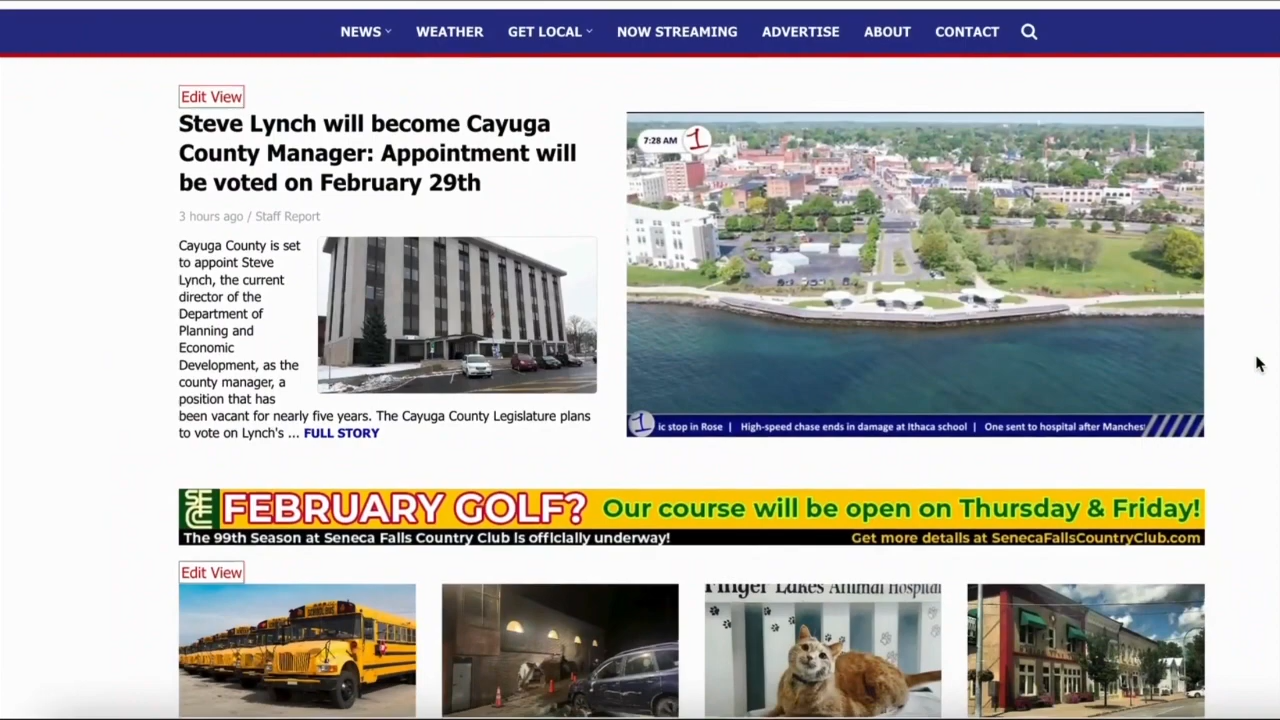 NEWS WEATHER GET LOCAL NOW STREAMING ADVERTISE ABOUT CONTACT
Edit View
Steve Lynch will become Cayuga
County Manager: Appointment will
be voted on February 29th
3 hours ago / Staff Report
Cayuga County is set
to appoint Steve
Lynch, the current
director of the
Department of
Planning and
Economic
Development, as the
county manager, a
position that has
been vacant for nearly five years. The Cayuga County Legislature plans
to vote on Lynch's ... FULL STORY
7:28 AM 1
1 ic stop in Rose | High-speed chase ends in damage at Ithaca school | One sent to hospital after Manches
SFCC FEBRUARY GOLF? Our course will be open on Thursday & Friday!
The 99th Season at Seneca Falls Country Club is officially underway! Get more details at SenecaFallsCountryClub.com
Edit View
Finger Lakes Animal Hospital